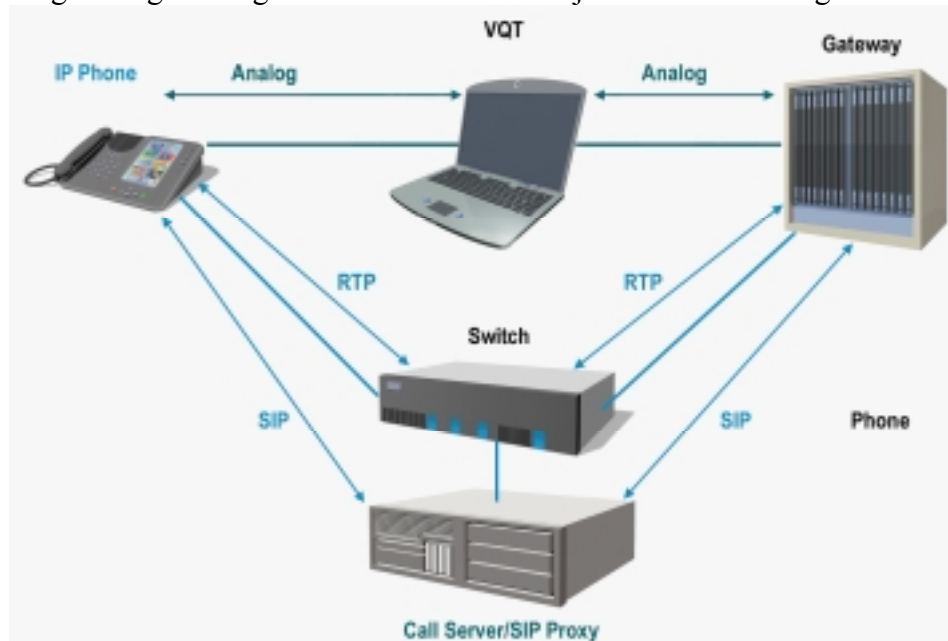 VQT
Gateway
IP Phone
Analog
Analog
RTP
RTP
Switch
SIP
SIP
Phone
Call Server/SIP Proxy